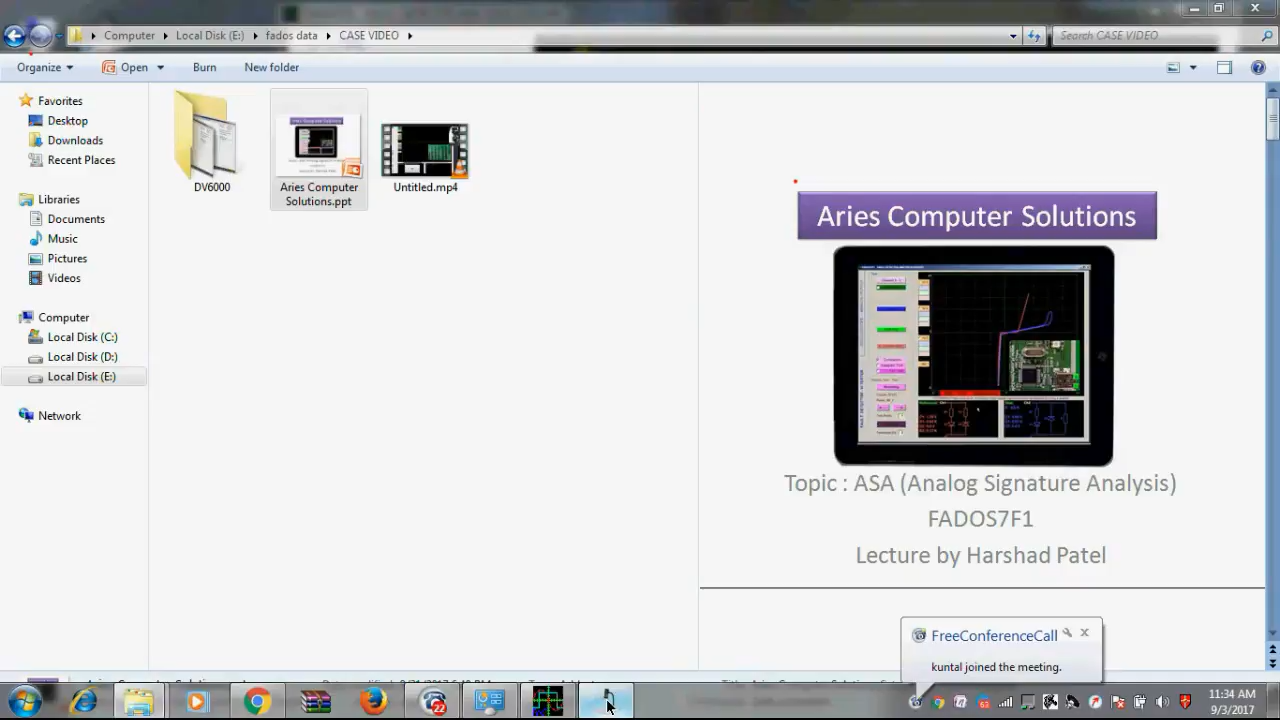 Computer
Local Disk (E:)
fados data
CASE VIDEO
Search CASE VIDEO
Organize
Open
Burn
New folder
Favorites
Desktop
Downloads
Recent Places
Libraries
Documents
Music
Pictures
Videos
Computer
Local Disk (C:)
Local Disk (D:)
Local Disk (E:)
Network
DV6000
Aries Computer
Solutions.ppt
Untitled.mp4
Aries Computer Solutions
Topic : ASA (Analog Signature Analysis)
FADOS7F1
Lecture by Harshad Patel
FreeConferenceCall
kuntal joined the meeting.
22
11:34 AM
9/3/2017